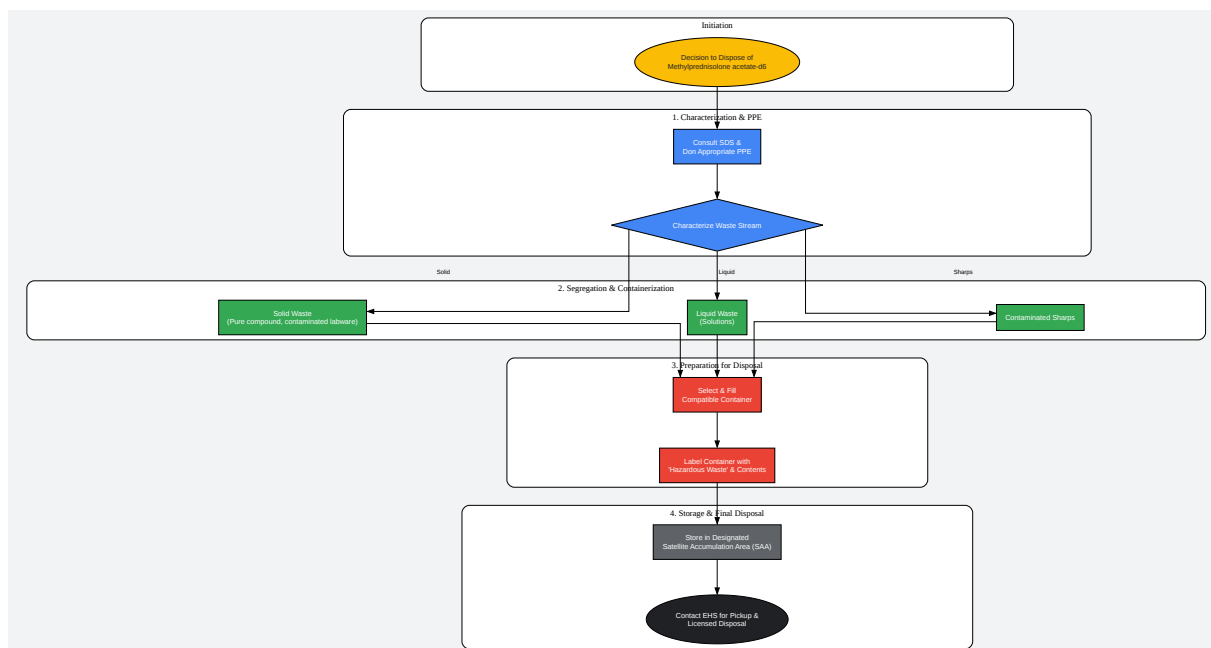 Initiation
Decision to Dispose of
Methylprednisolone acetate-d6
1. Characterization & PPE
Consult SDS &
Don Appropriate PPE
Characterize Waste Stream
Solid
Liquid
Sharps
2. Segregation & Containerization
Solid Waste
(Pure compound, contaminated labware)
Liquid Waste
(Solutions)
Contaminated Sharps
3. Preparation for Disposal
Select & Fill
Compatible Container
Label Container with
'Hazardous Waste' & Contents
4. Storage & Final Disposal
Store in Designated
Satellite Accumulation Area (SAA)
Contact EHS for Pickup &
Licensed Disposal